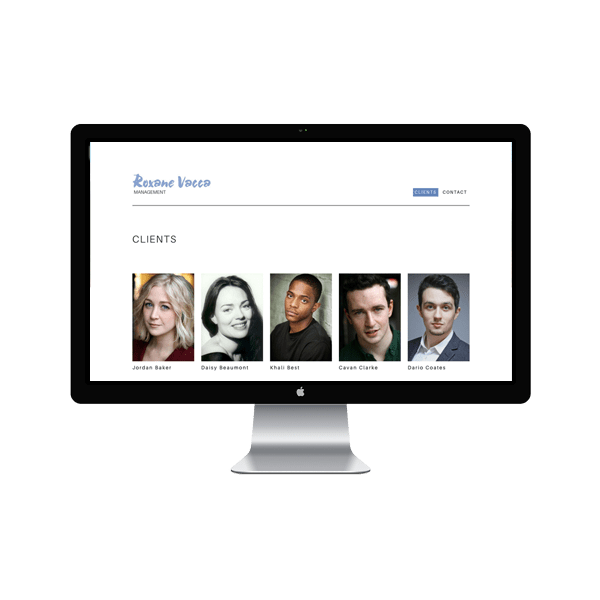 Roxane Vacca
MANAGEMENT
CLIENTS CONTACT
CLIENTS
Jordan Baker Daisy Beaumont Khali Best Cavan Clarke Dario Coates